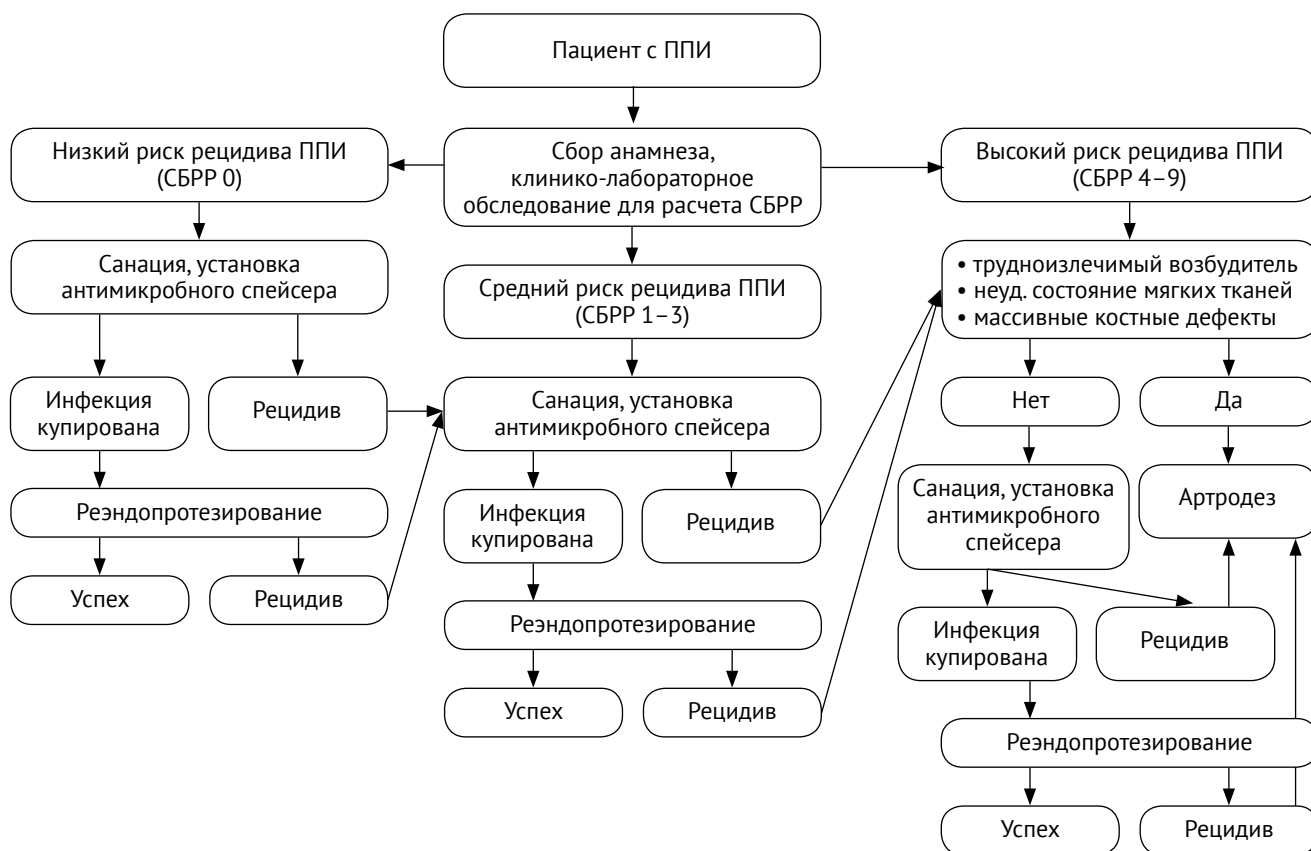 Пациент с ППИ
Низкий риск рецидива ППИ
(СБРР 0)
Сбор анамнеза,
клинико-лабораторное
обследование для расчета СБРР
Высокий риск рецидива ППИ
(СБРР 4–9)
Санация, установка
антимикробного спейсера
Средний риск рецидива ППИ
(СБРР 1–3)
• трудноизлечимый возбудитель
• неуд. состояние мягких тканей
• массивные костные дефекты
Инфекция
купирована
Рецидив
Санация, установка
антимикробного спейсера
Нет
Да
Реэндопротезирование
Инфекция
купирована
Рецидив
Санация, установка
антимикробного
спейсера
Артродез
Успех
Рецидив
Реэндопротезирование
Инфекция
купирована
Рецидив
Успех
Рецидив
Реэндопротезирование
Успех
Рецидив